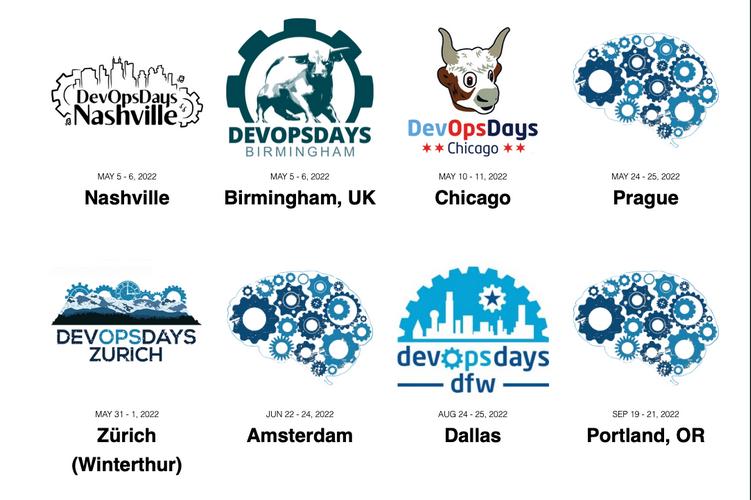 DevOpsDays
Nashville
MAY 5 - 6, 2022
Nashville
DEVOPSDAYS
BIRMINGHAM
MAY 5 - 6, 2022
Birmingham, UK
DevOpsDays
Chicago
MAY 10 - 11, 2022
Chicago
MAY 24 - 25, 2022
Prague
DEVOPSDAYS
ZURICH
MAY 31 - 1, 2022
Zürich
(Winterthur)
JUN 22 - 24, 2022
Amsterdam
devopsdays
dfw
AUG 24 - 25, 2022
Dallas
SEP 19 - 21, 2022
Portland, OR